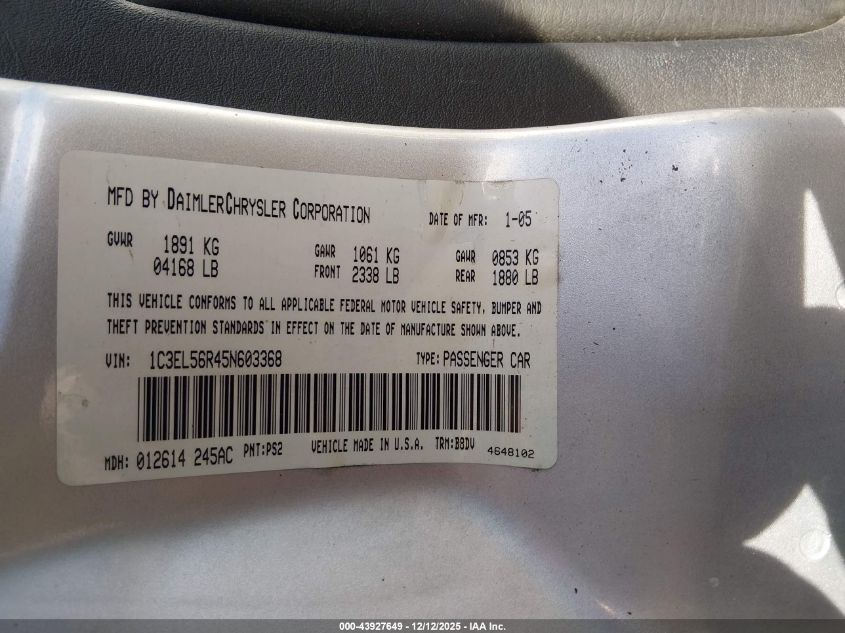 MFD BY DAIMLERCHRYSLER CORPORATION DATE OF MFR: 1-05
GVWR 1891 KG GAWR 1061 KG GAWR 0853 KG
04168 LB FRONT 2338 LB REAR 1880 LB
THIS VEHICLE CONFORMS TO ALL APPLICABLE FEDERAL MOTOR VEHICLE SAFETY, BUMPER AND
THEFT PREVENTION STANDARDS IN EFFECT ON THE DATE OF MANUFACTURE SHOWN ABOVE.
VIN: 1C3EL56R45N603368 TYPE: PASSENGER CAR
MDH: 012614 245AC PNT:PS2 VEHICLE MADE IN U.S.A. TRM:B8DV 4648102
000-43927649 - 12/12/2025 - IAA Inc.